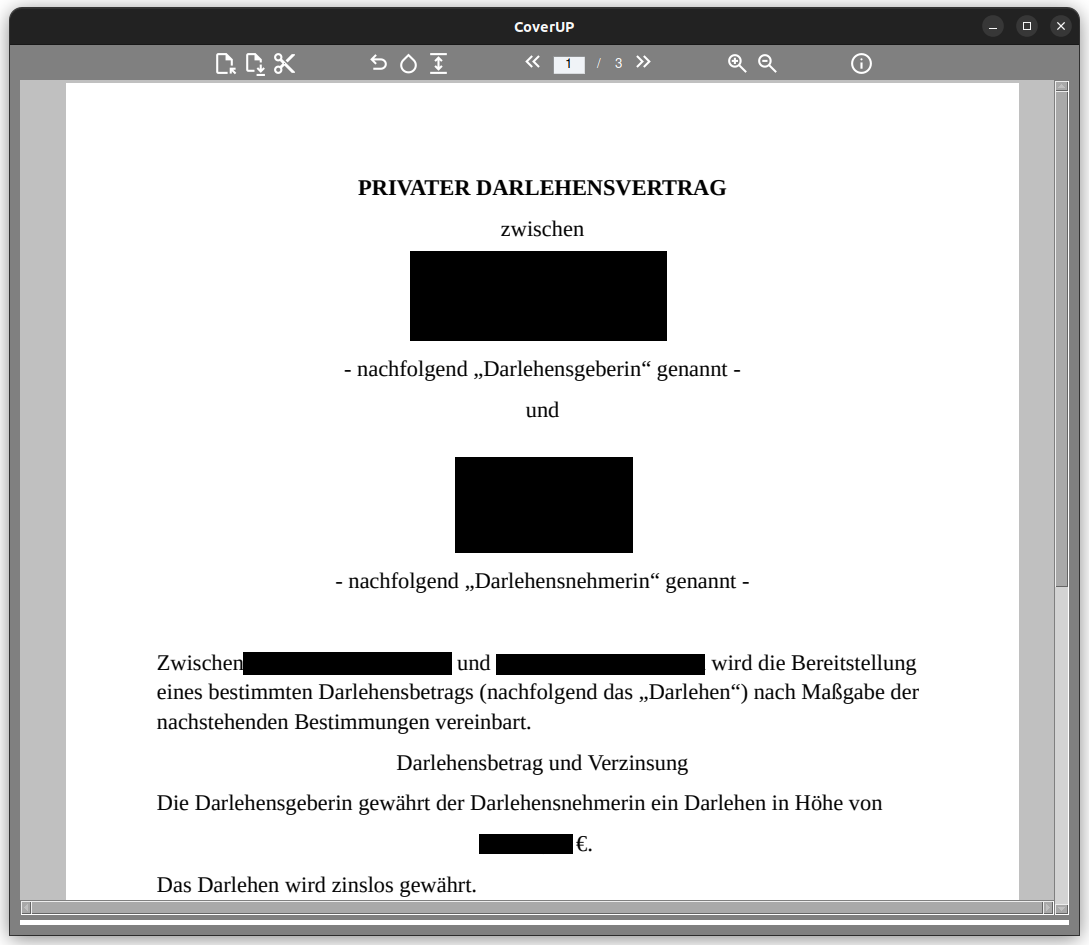 CoverUP
1 / 3
PRIVATER DARLEHENSVERTRAG
zwischen
- nachfolgend „Darlehensgeberin“ genannt -
und
- nachfolgend „Darlehensnehmerin“ genannt -
Zwischen und wird die Bereitstellung
eines bestimmten Darlehensbetrags (nachfolgend das „Darlehen“) nach Maßgabe der
nachstehenden Bestimmungen vereinbart.
Darlehensbetrag und Verzinsung
Die Darlehensgeberin gewährt der Darlehensnehmerin ein Darlehen in Höhe von
€.
Das Darlehen wird zinslos gewährt.